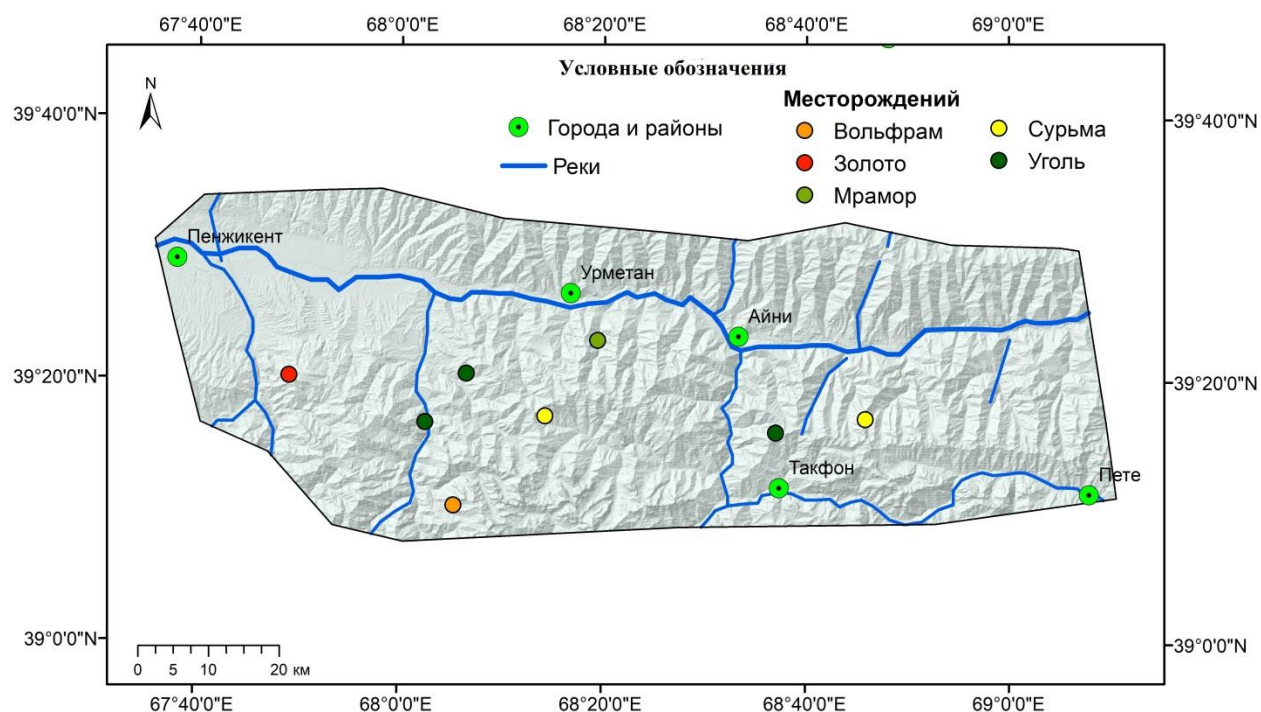 67°40'0"E 68°0'0"E 68°20'0"E 68°40'0"E 69°0'0"E
Условные обозначения
N
39°40'0"N
39°40'0"N
Месторождений
Города и районы
Вольфрам
Сурьма
Реки
Золото
Уголь
Мрамор
Пенжикент
Урметан
Айни
39°20'0"N
39°20'0"N
Такфон
Пете
39°0'0"N
39°0'0"N
0 5 10 20 км
67°40'0"E 68°0'0"E 68°20'0"E 68°40'0"E 69°0'0"E